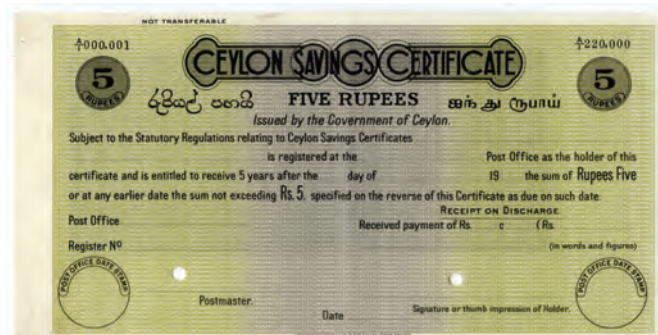 NOT TRANSFERABLE
A/1 000.001 A/1 220.000
CEYLON SAVINGS CERTIFICATE
5 RUPEES 5 RUPEES
රුපියල් පහයි FIVE RUPEES ஐந்து ரூபாய்
Issued by the Government of Ceylon.
Subject to the Statutory Regulations relating to Ceylon Savings Certificates
is registered at the Post Office as the holder of this
certificate and is entitled to receive 5 years after the day of 19 the sum of Rupees Five
or at any earlier date the sum not exceeding Rs. 5. specified on the reverse of this Certificate as due on such date.
RECEIPT ON DISCHARGE
Post Office Received payment of Rs. c (Rs.
Register Nº (in words and figures)
POST OFFICE DATE STAMP POST OFFICE DATE STAMP
Postmaster. Signature or thumb impression of Holder.
Date